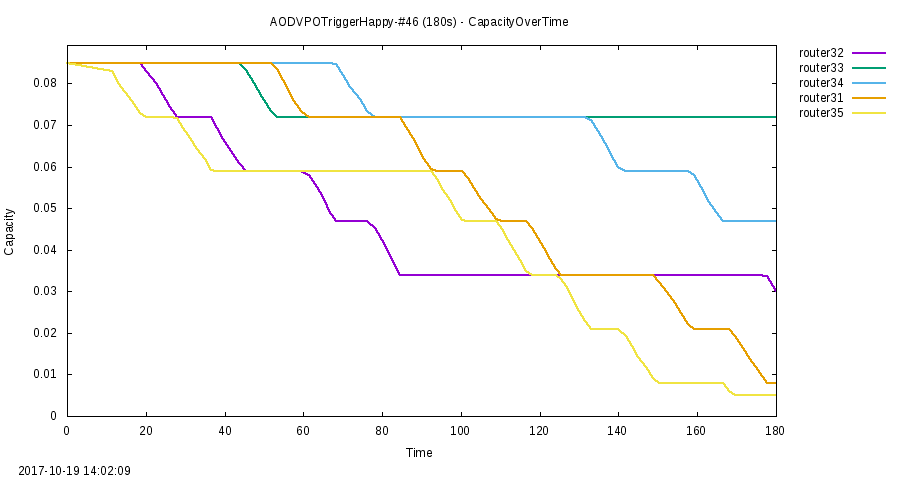 AODVPOTriggerHappy-#46 (180s) - CapacityOverTime
router32
router33
router34
router31
router35
0.08
0.07
0.06
0.05
0.04
0.03
0.02
0.01
0
Capacity
0 20 40 60 80 100 120 140 160 180
Time
2017-10-19 14:02:09